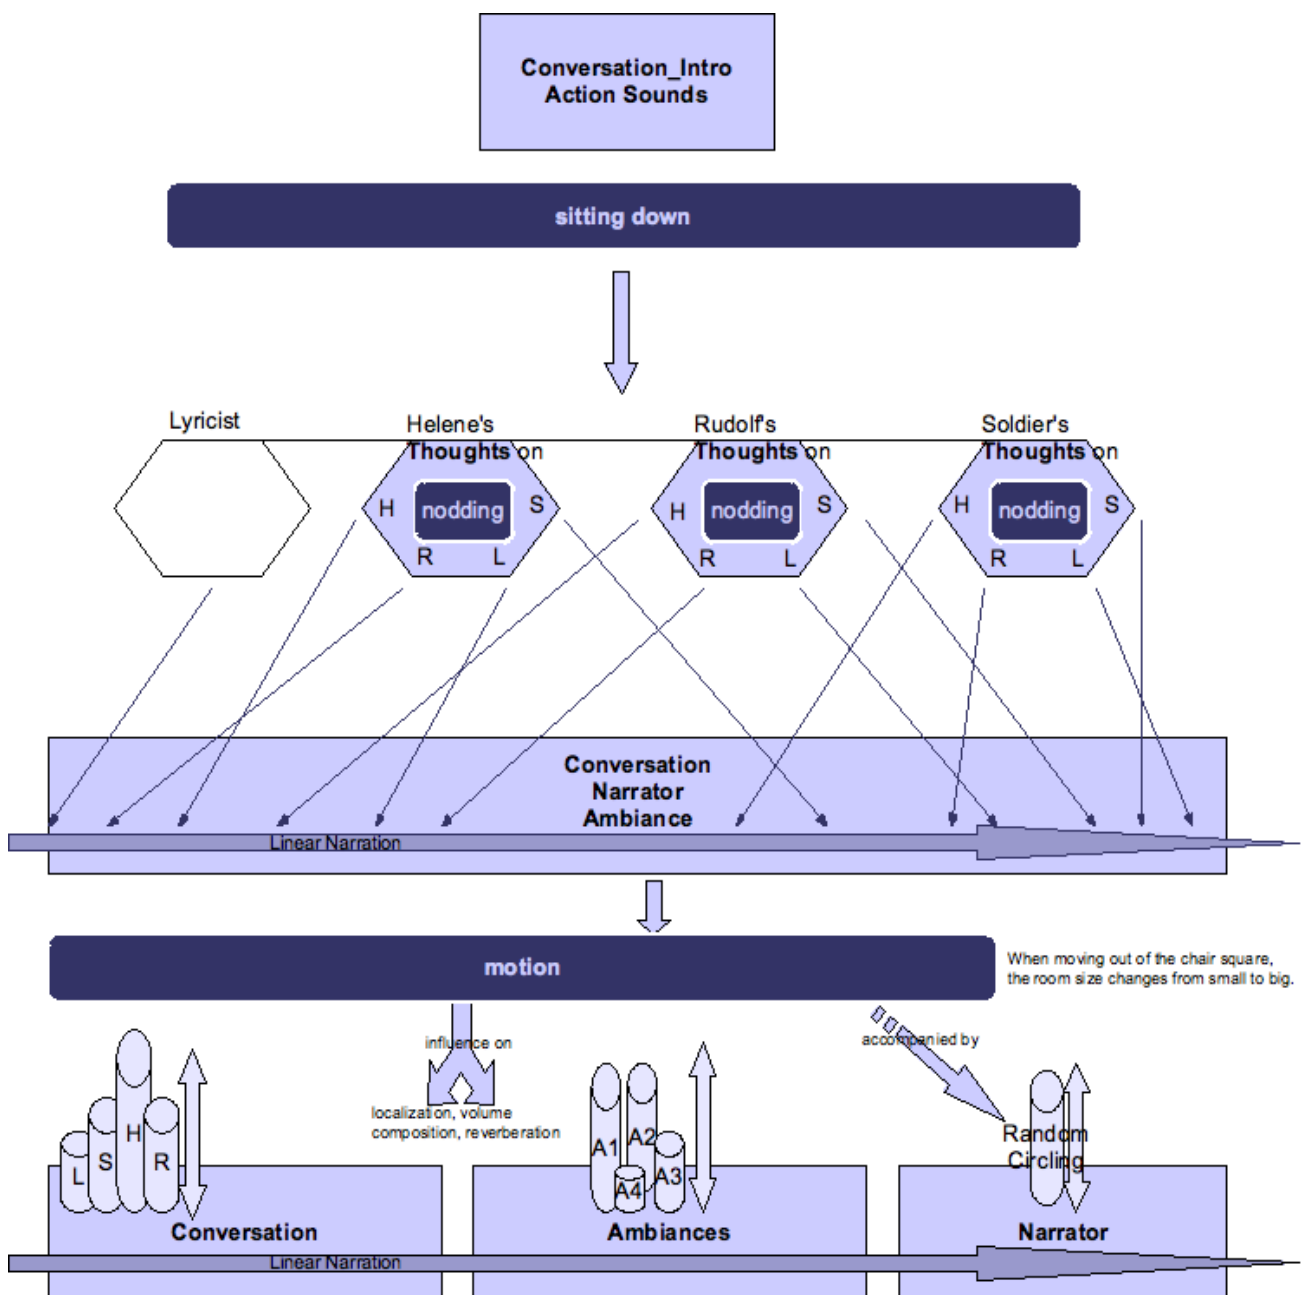 Conversation_Intro
Action Sounds
sitting down
Lyricist
Helene's
Thoughts on
H
nodding
S
R
L
Rudolf's
Thoughts on
H
nodding
S
R
L
Soldier's
Thoughts on
H
nodding
S
R
L
Conversation
Narrator
Ambiance
Linear Narration
motion
When moving out of the chair square,
the room size changes from small to big.
influence on
localization, volume
composition, reverberation
accompanied by
L
S
H
R
A1
A2
A3
A4
Random
Circling
Conversation
Ambiances
Narrator
Linear Narration